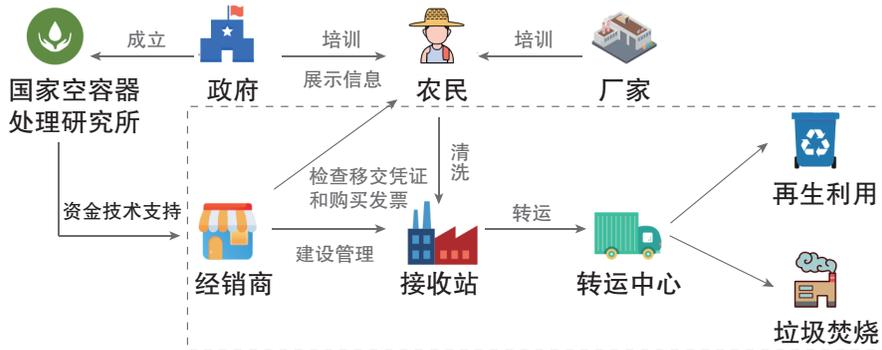 成立
培训
培训
展示信息
国家空容器
处理研究所
政府
农民
厂家
清
洗
检查移交凭证
和购买发票
资金技术支持
转运
建设管理
再生利用
经销商
接收站
转运中心
垃圾焚烧